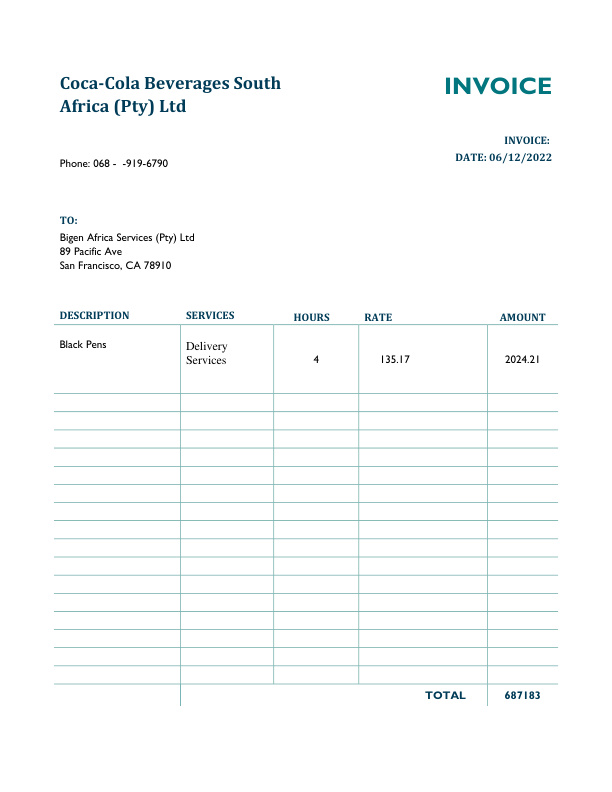 Coca-Cola Beverages South
Africa (Pty) Ltd
INVOICE
INVOICE:
DATE: 06/12/2022
Phone: 068 -  -919-6790
TO:
Bigen Africa Services (Pty) Ltd
89 Pacific Ave
San Francisco, CA 78910
DESCRIPTION SERVICES HOURS RATE AMOUNT
Black Pens Delivery
Services 4 135.17 2024.21
TOTAL 687183